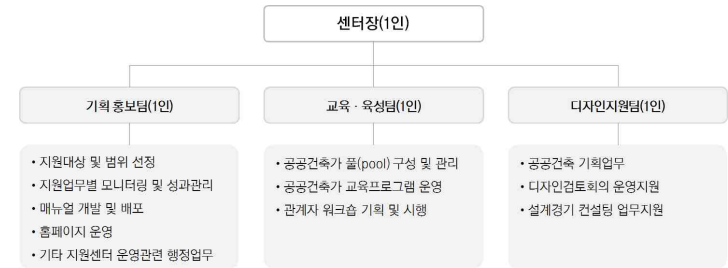 센터장(1인)
기획 홍보팀(1인)
• 지원대상 및 범위 선정
• 지원업무별 모니터링 및 성과관리
• 매뉴얼 개발 및 배포
• 홈페이지 운영
• 기타 지원센터 운영관련 행정업무
교육 · 육성팀(1인)
• 공공건축가 풀(pool) 구성 및 관리
• 공공건축가 교육프로그램 운영
• 관계자 워크숍 기획 및 시행
디자인지원팀(1인)
• 공공건축 기획업무
• 디자인검토회의 운영지원
• 설계경기 컨설팅 업무지원